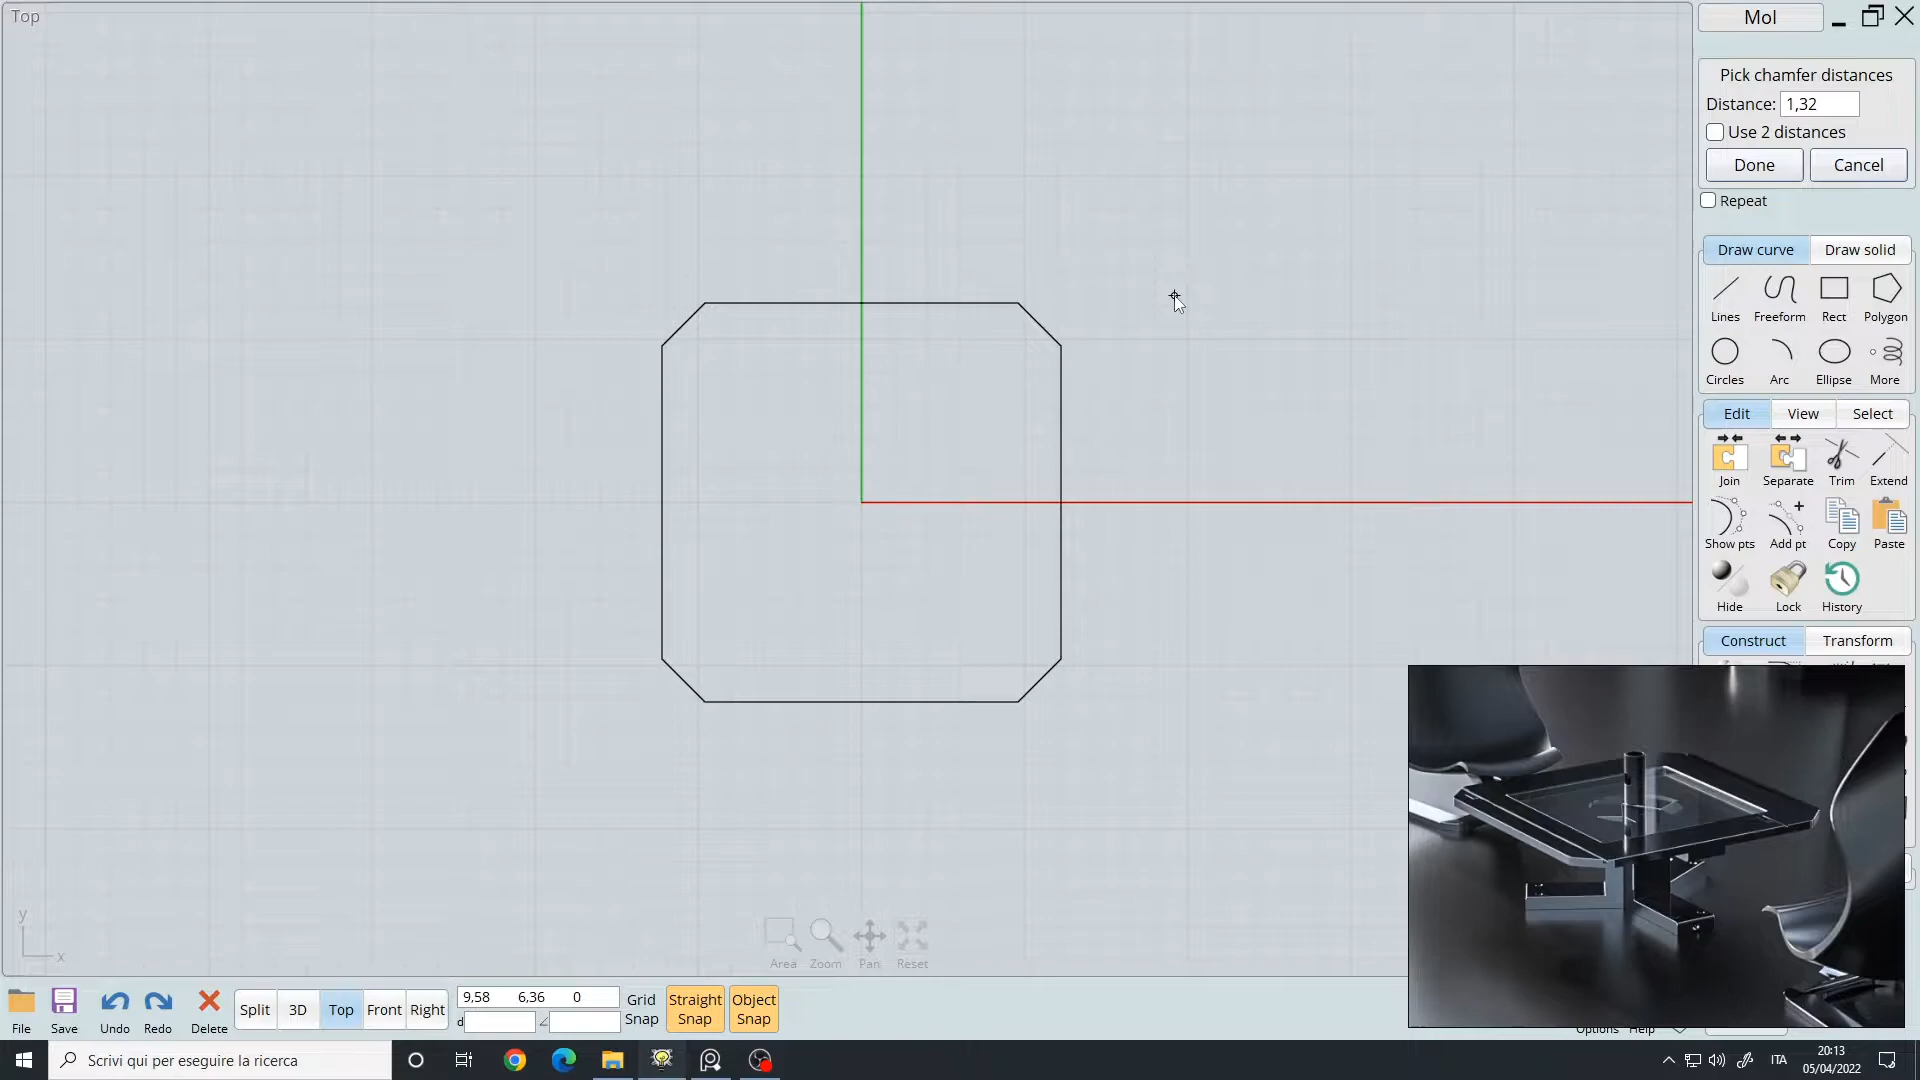 Top
MoI
Pick chamfer distances
Distance: 1,32
Use 2 distances
Done Cancel
Repeat
Draw curve Draw solid
Lines Freeform Rect Polygon
Circles Arc Ellipse More
Edit View Select
Join Separate Trim Extend
Show pts Add pt Copy Paste
Hide Lock History
Construct Transform
y
x
Area Zoom Pan Reset
File Save Undo Redo Delete
Split 3D Top Front Right
9,58 6,36 0
d
Grid Snap
Straight Snap
Object Snap
Options Help
Scrivi qui per eseguire la ricerca
ITA
20:13
05/04/2022